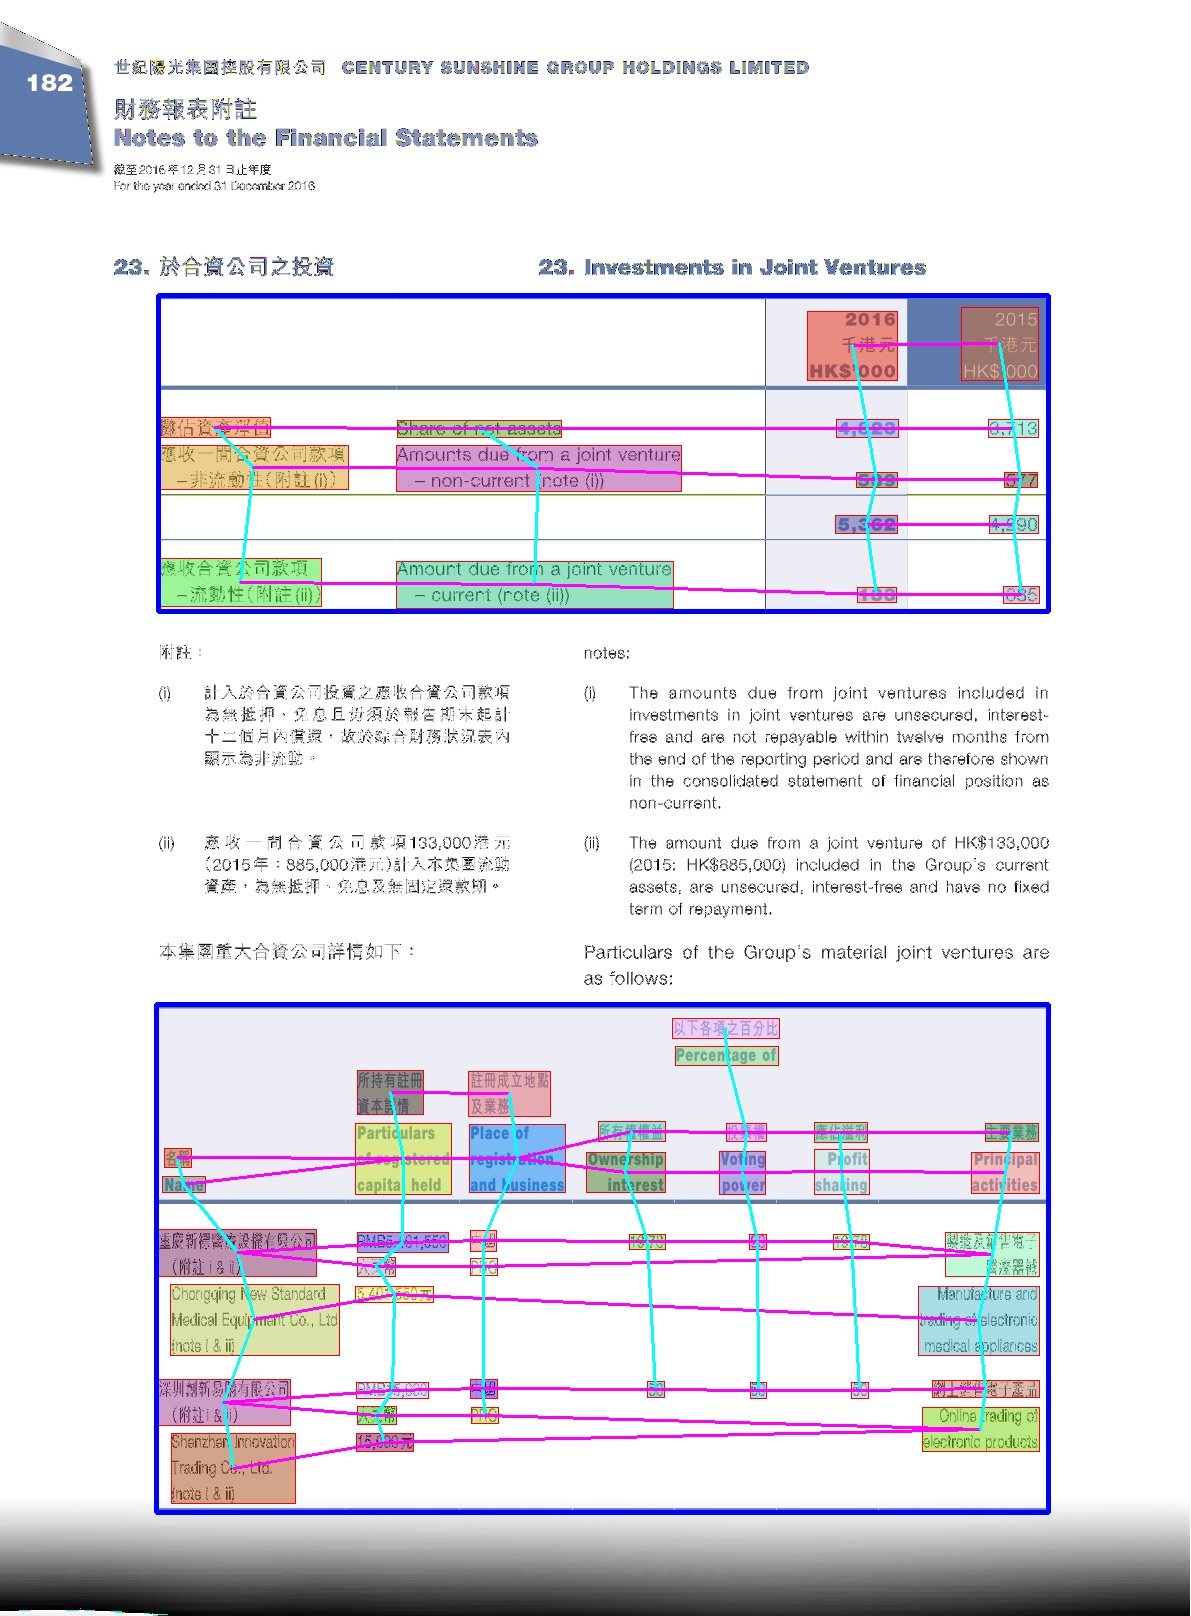 182
世紀陽光集團控股有限公司 CENTURY SUNSHINE GROUP HOLDINGS LIMITED
財務報表附註
Notes to the Financial Statements
截至2016年12月31日止年度
For the year ended 31 December 2016
23. 於合資公司之投資
23. Investments in Joint Ventures
2016 2015
千港元 千港元
HK$'000 HK$'000
攤佔資產淨值 Share of net assets 4,823 3,713
應收一間合資公司款項 Amounts due from a joint venture
－非流動性(附註(i)) – non-current (note (i)) 539 577
5,362 4,290
應收合資公司款項 Amount due from a joint venture
－流動性(附註(ii)) – current (note (ii)) 133 885
附註：
(i) 計入於合資公司投資之應收合資公司款項
為無抵押、免息且毋須於報告期末起計
十二個月內償還，故於綜合財務狀況表內
顯示為非流動。
(ii) 應收一間合資公司款項133,000港元
(2015年：885,000港元)計入本集團流動
資產，為無抵押、免息及無固定還款期。
本集團重大合資公司詳情如下：
notes:
(i) The amounts due from joint ventures included in
investments in joint ventures are unsecured, interest-
free and are not repayable within twelve months from
the end of the reporting period and are therefore shown
in the consolidated statement of financial position as
non-current.
(ii) The amount due from a joint venture of HK$133,000
(2015: HK$885,000) included in the Group's current
assets, are unsecured, interest-free and have no fixed
term of repayment.
Particulars of the Group's material joint ventures are
as follows:
以下各項之百分比
Percentage of
所持有註冊 註冊成立地點
資本詳情 及業務
Particulars Place of 所有權權益 投票權 應佔溢利 主要業務
名稱 of registered registration Ownership Voting Profit Principal
Name capital held and business interest power sharing activities
重慶新標醫療設備有限公司 中國 製造及銷售電子
(附註i & ii) 人民幣 PRC 醫療器械
Chongqing New Standard Manufacture and
Medical Equipment Co., Ltd trading of electronic
(note i & ii) medical appliances
深圳創新易購有限公司 中國 50 50 50 網上銷售電子產品
(附註i & ii) 人民幣 PRC Online trading of
Shenzhen Innovation electronic products
Trading Co., Ltd.
(note i & ii)